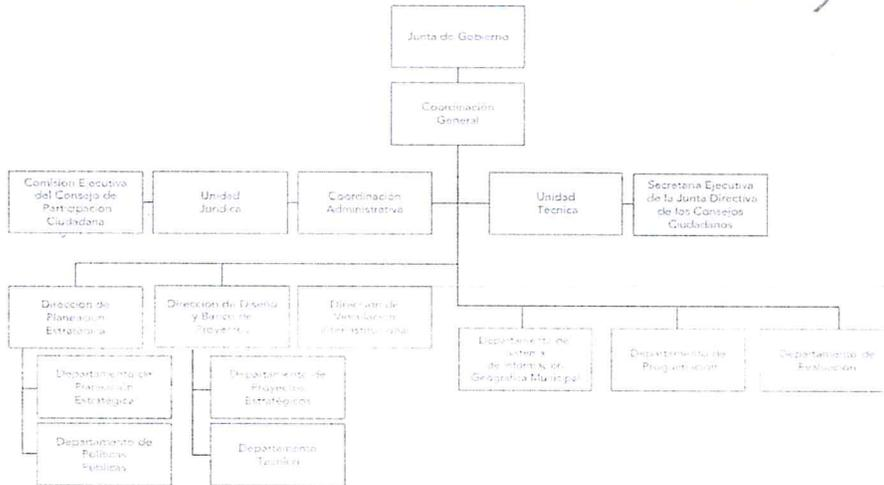 Junta de Gobierno
Coordinación
General
Comisión Ejecutiva
del Consejo de
Participación
Ciudadana
Unidad
Jurídica
Coordinación
Administrativa
Unidad
Técnica
Secretaria Ejecutiva
de la Junta Directiva
de los Consejos
Ciudadanos
Dirección de
Planeación
Estratégica
Dirección de Diseño
y Banco de
Proyectos
Dirección de
Vinculación
Interinstitucional
Departamento de
Sistema
de Información
Geográfica Municipal
Departamento de
Programación
Departamento de
Evaluación
Departamento de
Planeación
Estratégica
Departamento de
Proyectos
Estratégicos
Departamento de
Políticas
Públicas
Departamento
Técnico